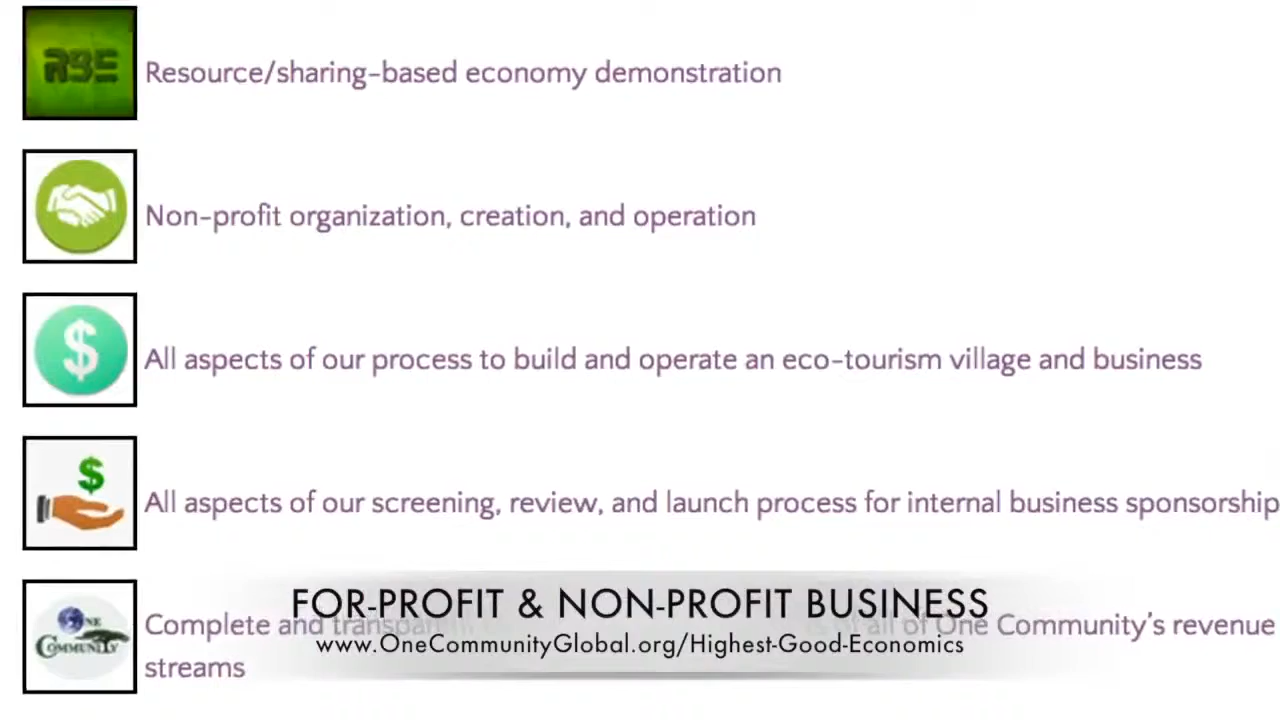 RBE
Resource/sharing-based economy demonstration
Non-profit organization, creation, and operation
$
All aspects of our process to build and operate an eco-tourism village and business
$
All aspects of our screening, review, and launch process for internal business sponsorship
ONE
COMMUNITY
Complete and of all of One Community's revenue
streams
FOR-PROFIT & NON-PROFIT BUSINESS
www.OneCommunityGlobal.org/Highest-Good-Economics